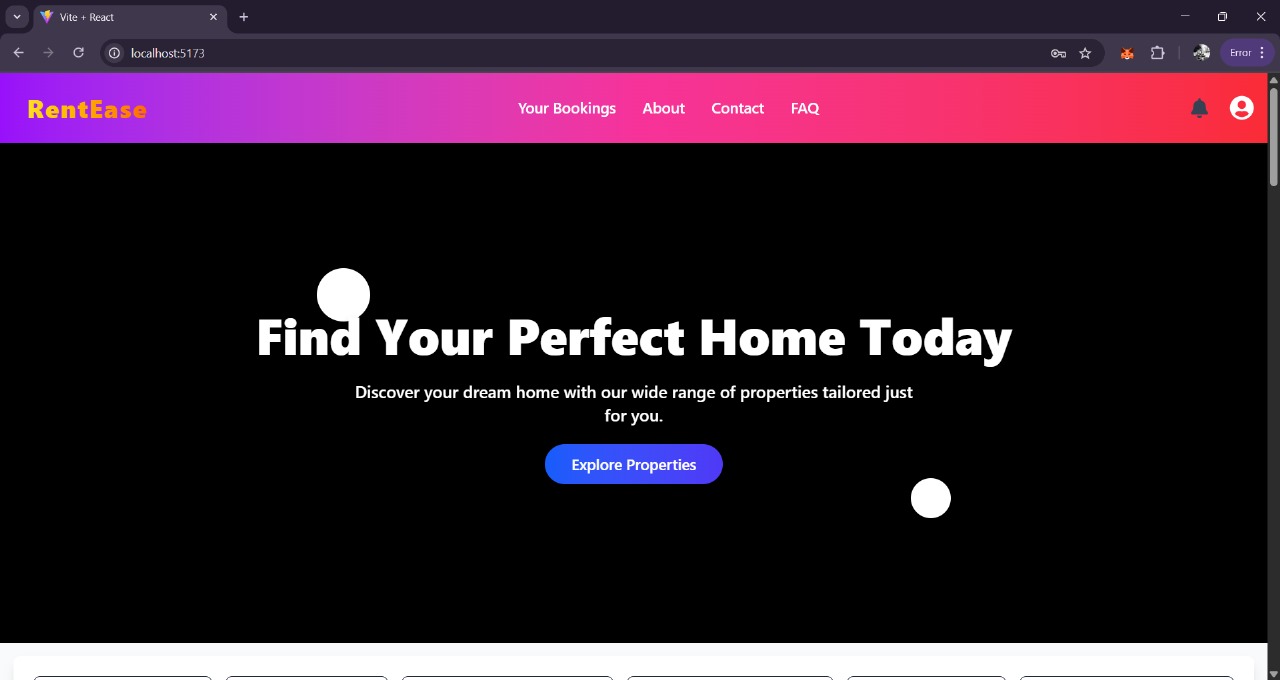 Vite + React
localhost:5173
Error
RentEase
Your Bookings About Contact FAQ
Find Your Perfect Home Today
Discover your dream home with our wide range of properties tailored just
for you.
Explore Properties